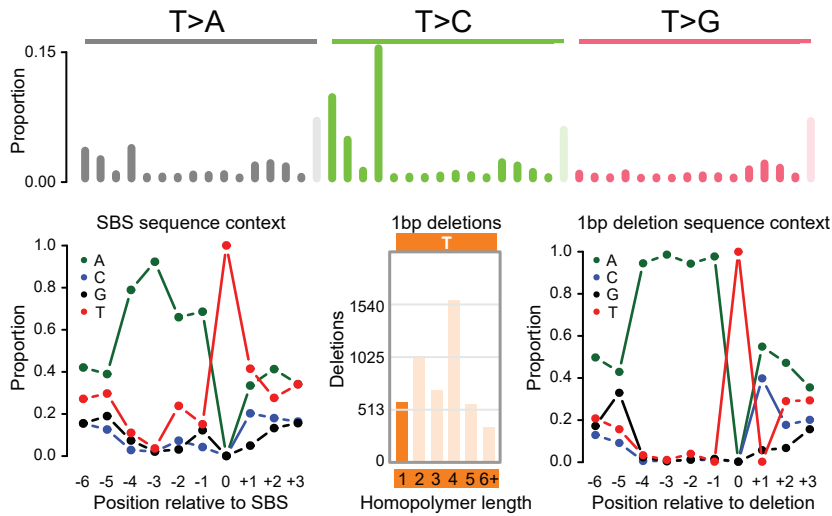 T>A T>C T>G
Proportion
0.15
0.00
SBS sequence context
Proportion
1.0
0.8
0.6
0.4
0.2
0.0
A
C
G
T
-6 -5 -4 -3 -2 -1 0 +1 +2 +3
Position relative to SBS
1bp deletions
T
Deletions
1540
1025
513
0
1 2 3 4 5 6+
Homopolymer length
1bp deletion sequence context
Proportion
1.0
0.8
0.6
0.4
0.2
0.0
A
C
G
T
-6 -5 -4 -3 -2 -1 0 +1 +2 +3
Position relative to deletion